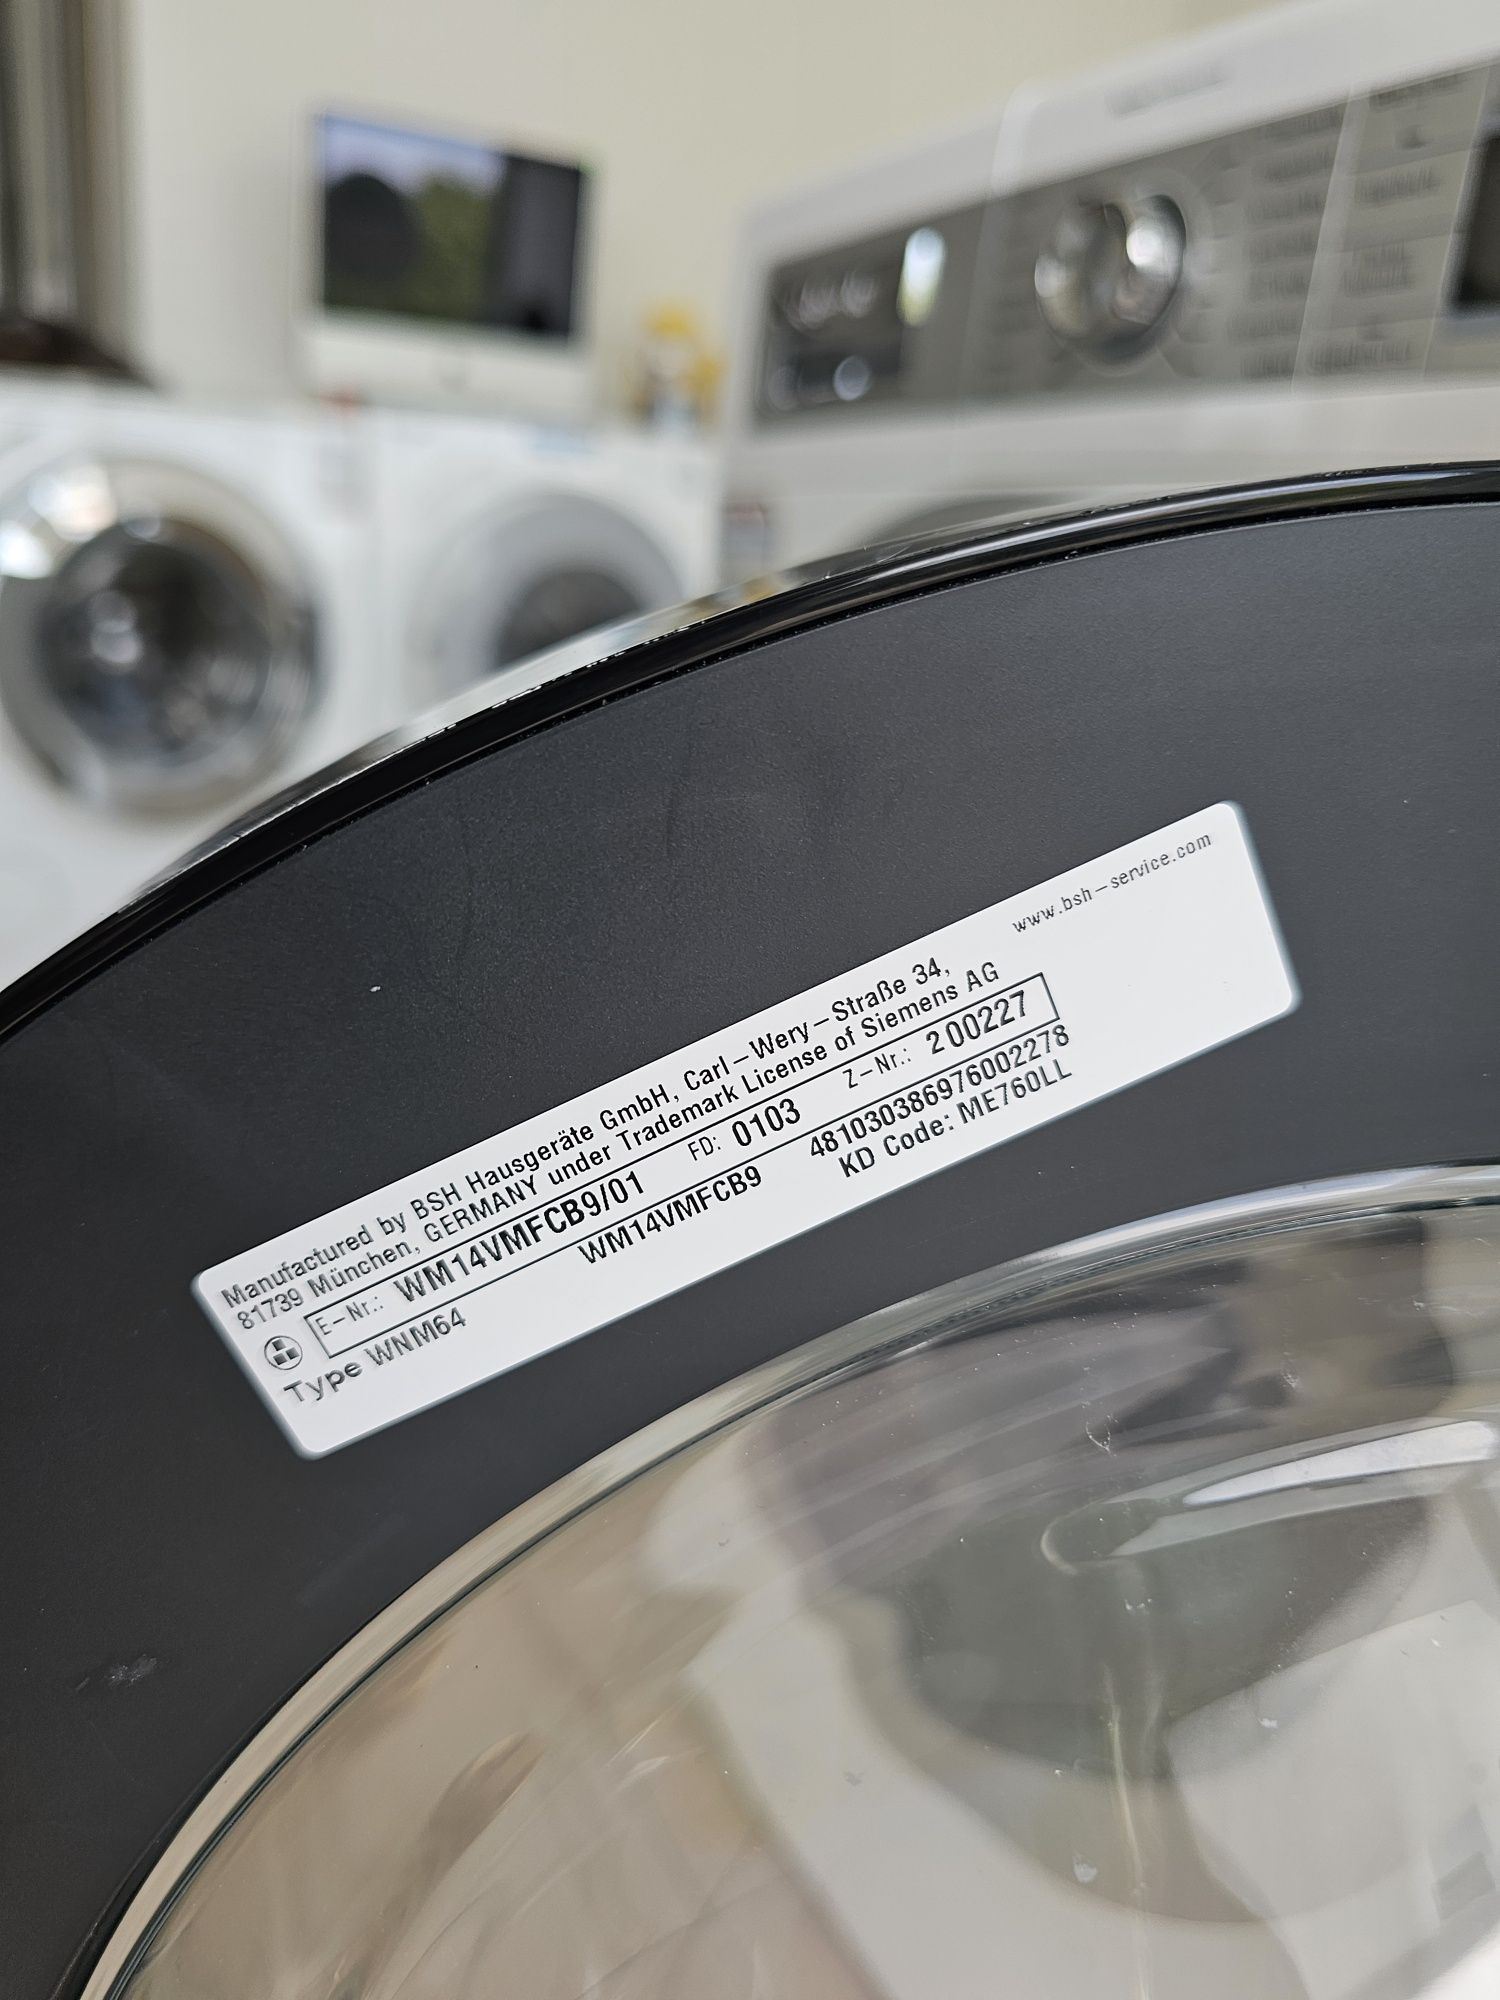 www.bsh-service.com
Manufactured by BSH Hausgeräte GmbH, Carl-Wery-Straße 34,
81739 München, GERMANY under Trademark License of Siemens AG
E-Nr.: WM14VMFCB9/01 FD: 0103 Z-Nr.: 200227
Type WNM64 WM14VMFCB9 481030386976002278
KD Code: ME760LL